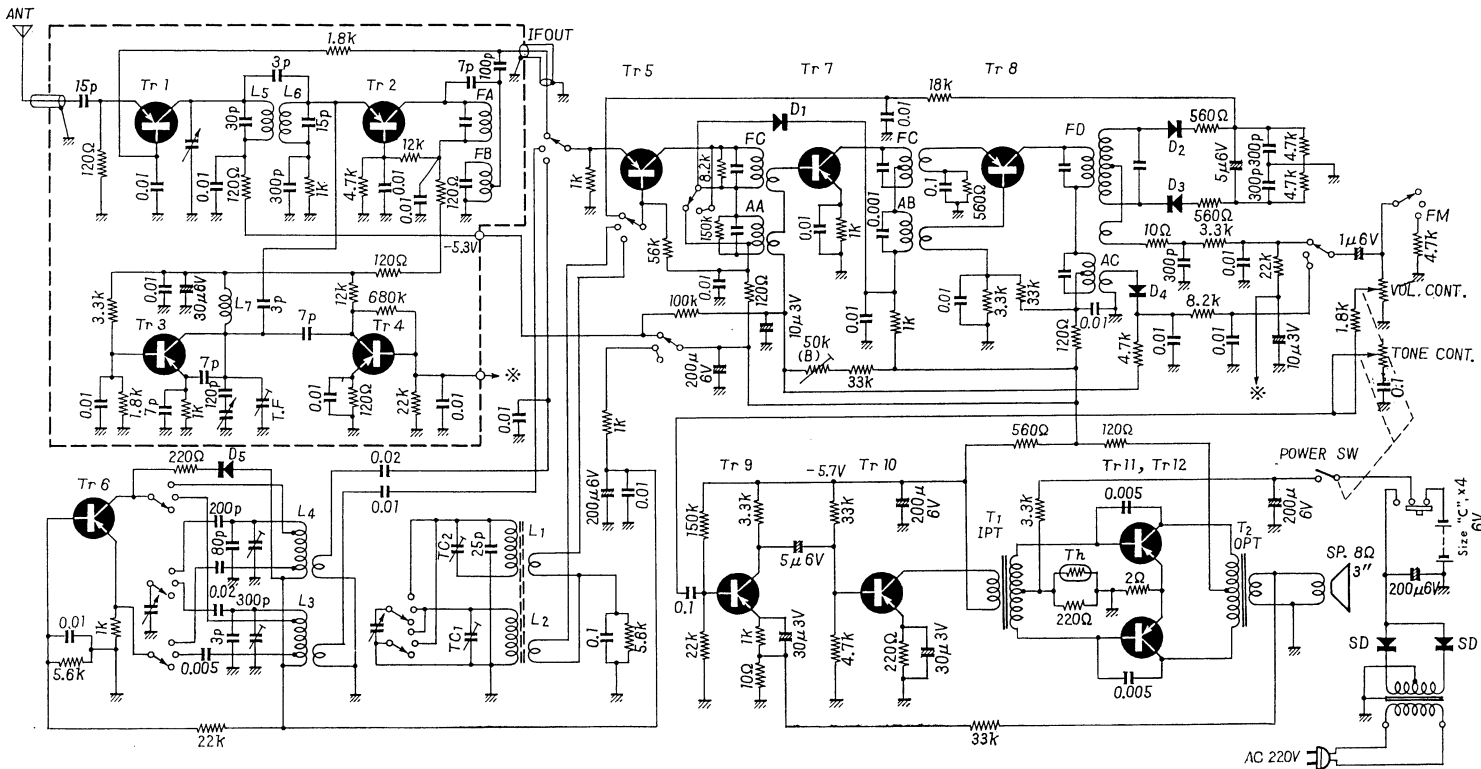 ANT
15p
Tr 1
120Ω
0.01
1.8k
3p
L5
L6
30p
15p
0.01
120Ω
300p
1k
Tr 2
7p
100p
IFOUT
FA
FB
12k
4.7k
0.01
0.01
120Ω
-5.3V
3.3k
0.01
30μ6V
L7
3p
120Ω
12k
680k
Tr 3
7p
Tr 4
0.01
1.8k
7p
7p
1k
120p
T.F
0.01
120Ω
22k
0.01
※
Tr 5
Tr 7
Tr 8
0.01
18k
D1
1k
FC
8.2k
150k
AA
56k
0.01
120Ω
100k
10μ3V
FC
0.01
1k
0.001
AB
0.1
560Ω
0.01
1k
50k
(B)
33k
200μ
6V
0.01
3.3k
33k
FD
D2
560Ω
D3
560Ω
5μ6V
300p
300p
4.7k
4.7k
10Ω
3.3k
300p
0.01
22k
AC
0.01
D4
120Ω
8.2k
4.7k
0.01
0.01
10μ3V
※
1μ6V
FM
4.7k
VOL. CONT.
1.8k
TONE CONT.
0.1
0.01
1k
200μ6V
0.01
Tr 6
220Ω
D5
200p
80p
L4
0.02
300p
L3
3p
0.005
0.01
1k
5.6k
22k
0.02
0.01
TC2
25p
L1
TC1
L2
0.1
5.6k
Tr 9
-5.7V
Tr 10
150k
3.3k
33k
200μ
6V
5μ6V
0.1
22k
1k
10Ω
30μ3V
4.7k
220Ω
30μ3V
33k
560Ω
120Ω
Tr11, Tr12
3.3k
0.005
T1
IPT
Th
220Ω
2Ω
0.005
T2
OPT
SP. 8Ω
3"
POWER SW
200μ
6V
Size "C", x4
6V
200μ6V
SD
SD
AC 220V